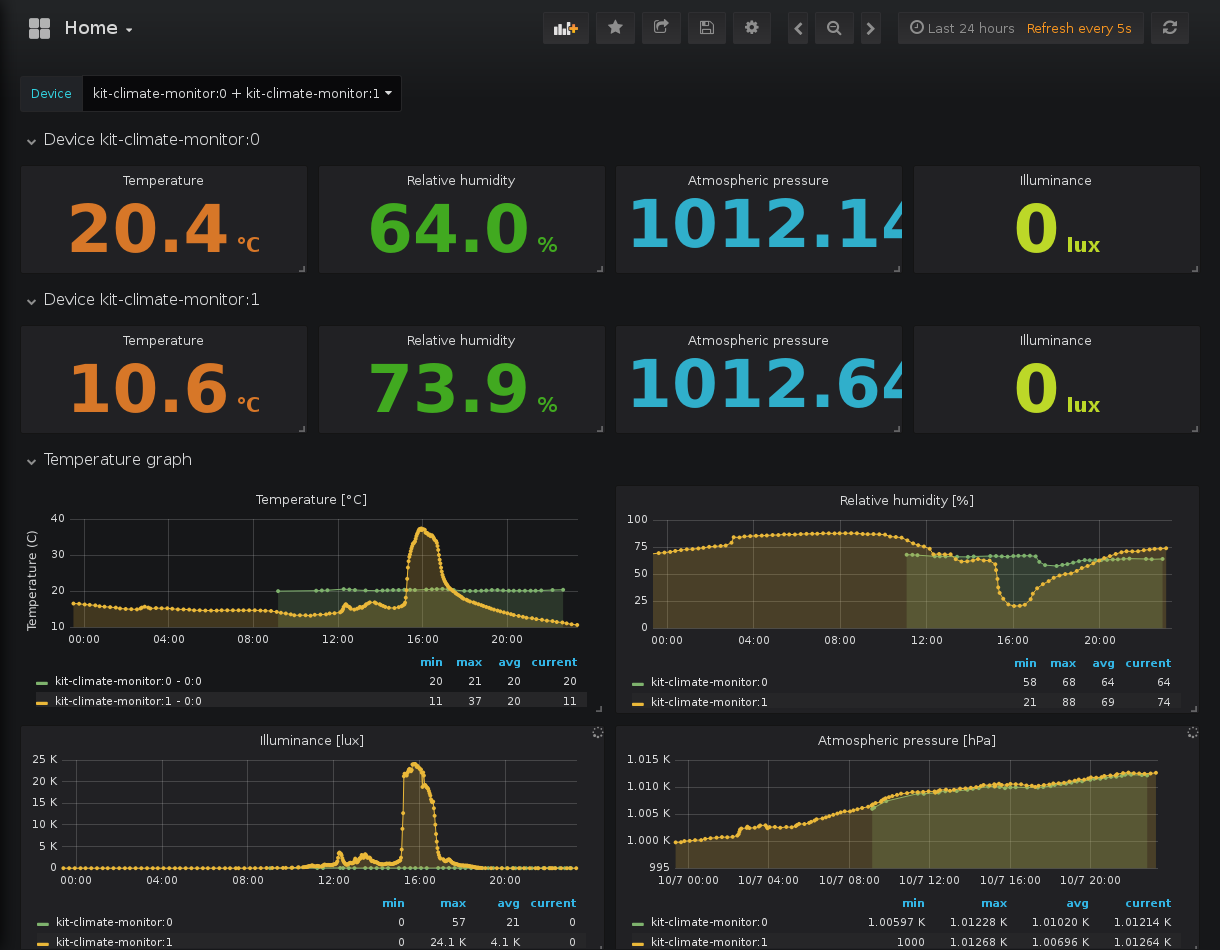 Home
Last 24 hours Refresh every 5s
Device kit-climate-monitor:0 + kit-climate-monitor:1
Device kit-climate-monitor:0
Temperature Relative humidity Atmospheric pressure Illuminance
20.4 °C 64.0 % 1012.14 0 lux
Device kit-climate-monitor:1
Temperature Relative humidity Atmospheric pressure Illuminance
10.6 °C 73.9 % 1012.64 0 lux
Temperature graph
Temperature [°C]
Temperature (C)
40
30
20
10
00:00 04:00 08:00 12:00 16:00 20:00
min max avg current
kit-climate-monitor:0 - 0:0 20 21 20 20
kit-climate-monitor:1 - 0:0 11 37 20 11
Relative humidity [%]
100
75
50
25
0
00:00 04:00 08:00 12:00 16:00 20:00
min max avg current
kit-climate-monitor:0 58 68 64 64
kit-climate-monitor:1 21 88 69 74
Illuminance [lux]
25 K
20 K
15 K
10 K
5 K
0
00:00 04:00 08:00 12:00 16:00 20:00
min max avg current
kit-climate-monitor:0 0 57 21 0
kit-climate-monitor:1 0 24.1 K 4.1 K 0
Atmospheric pressure [hPa]
1.015 K
1.010 K
1.005 K
1.000 K
995
10/7 00:00 10/7 04:00 10/7 08:00 10/7 12:00 10/7 16:00 10/7 20:00
min max avg current
kit-climate-monitor:0 1.00597 K 1.01228 K 1.01020 K 1.01214 K
kit-climate-monitor:1 1000 1.01268 K 1.00696 K 1.01264 K